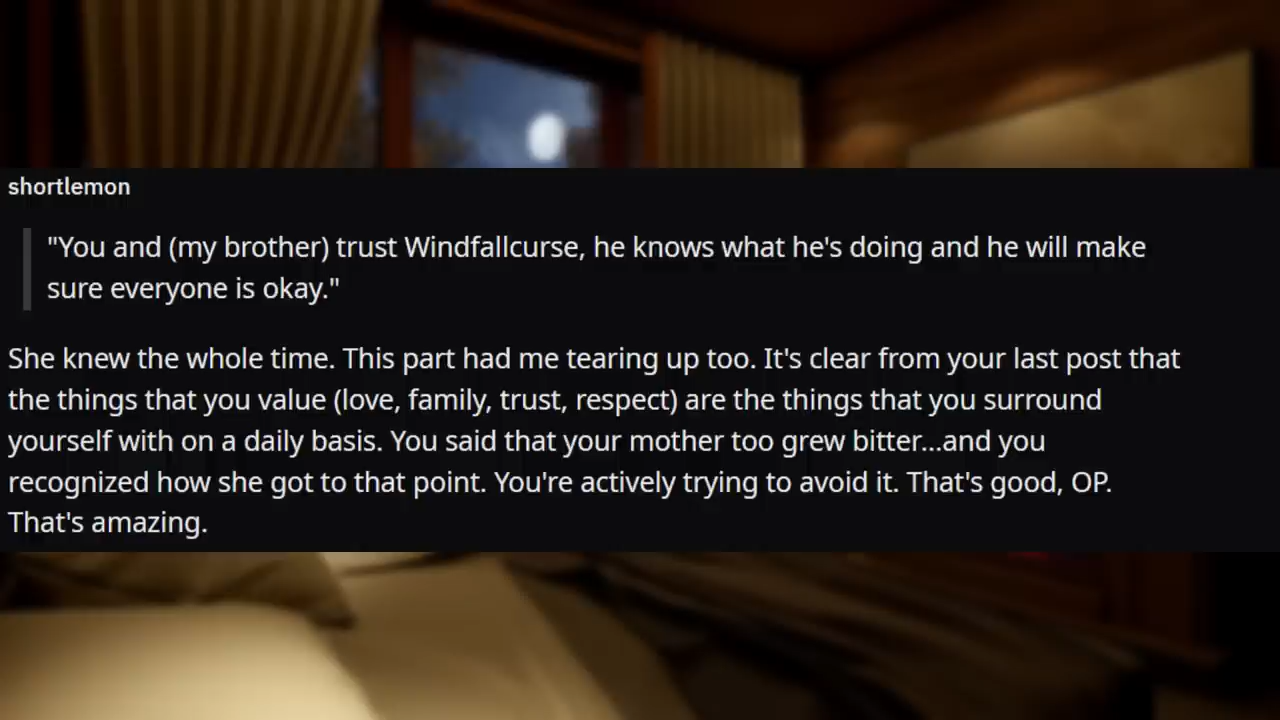 shortlemon
"You and (my brother) trust Windfallcurse, he knows what he's doing and he will make
sure everyone is okay."
She knew the whole time. This part had me tearing up too. It's clear from your last post that
the things that you value (love, family, trust, respect) are the things that you surround
yourself with on a daily basis. You said that your mother too grew bitter...and you
recognized how she got to that point. You're actively trying to avoid it. That's good, OP.
That's amazing.